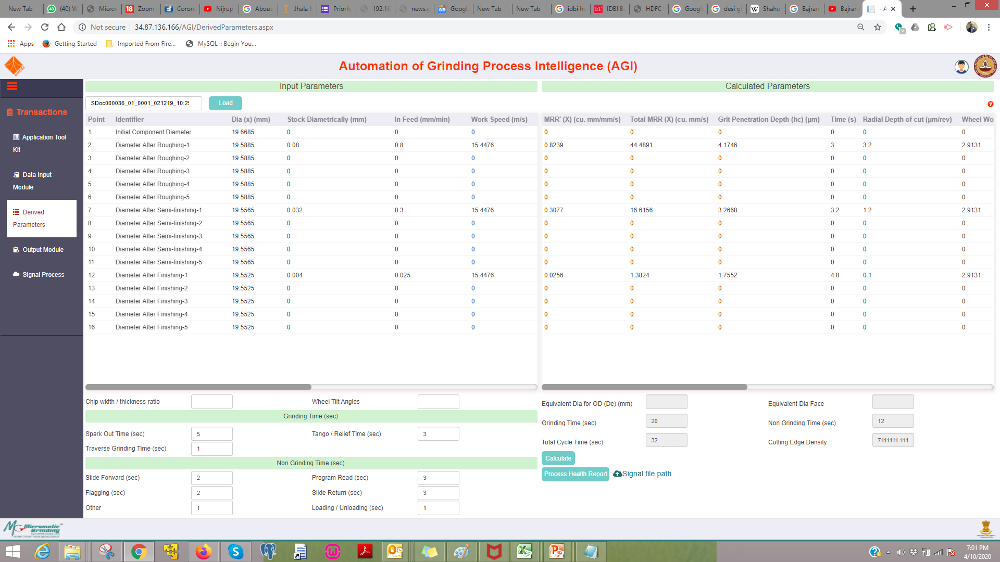 New Tab (40) W Micros Zoom Coron Nijrup About Jhala Priorit 192.16 news.g Google New Tab New Tab idbi ho IDBI Ba HDFC Google desi gh Shahu Bajran Bajran - A
Not secure 34.87.136.166/AGI/DerivedParameters.aspx
Apps Getting Started Imported From Fire... MySQL :: Begin You...
Automation of Grinding Process Intelligence (AGI)
Transactions
Application Tool
Kit
Data Input
Module
Derived
Parameters
Output Module
Signal Process
Input Parameters
SDoc000036_01_0001_021219_10:25 Load
Point Identifier Dia (x) (mm) Stock Diametrically (mm) In Feed (mm/min) Work Speed (m/s)
1 Initial Component Diameter 19.6685 0 0 0
2 Diameter After Roughing-1 19.5885 0.08 0.8 15.4476
3 Diameter After Roughing-2 19.5885 0 0 0
4 Diameter After Roughing-3 19.5885 0 0 0
5 Diameter After Roughing-4 19.5885 0 0 0
6 Diameter After Roughing-5 19.5885 0 0 0
7 Diameter After Semi-finishing-1 19.5565 0.032 0.3 15.4476
8 Diameter After Semi-finishing-2 19.5565 0 0 0
9 Diameter After Semi-finishing-3 19.5565 0 0 0
10 Diameter After Semi-finishing-4 19.5565 0 0 0
11 Diameter After Semi-finishing-5 19.5565 0 0 0
12 Diameter After Finishing-1 19.5525 0.004 0.025 15.4476
13 Diameter After Finishing-2 19.5525 0 0 0
14 Diameter After Finishing-3 19.5525 0 0 0
15 Diameter After Finishing-4 19.5525 0 0 0
16 Diameter After Finishing-5 19.5525 0 0 0
Chip width / thickness ratio Wheel Tilt Angles
Grinding Time (sec)
Spark Out Time (sec) 5 Tango / Relief Time (sec) 3
Traverse Grinding Time (sec) 1
Non Grinding Time (sec)
Slide Forward (sec) 2 Program Read (sec) 3
Flagging (sec) 2 Slide Return (sec) 3
Other 1 Loading / Unloading (sec) 1
Calculated Parameters
MRR' (X) (cu. mm/mm/s) Total MRR (X) (cu. mm/s) Grit Penetration Depth (hc) (µm) Time (s) Radial Depth of cut (µm/rev) Wheel Wo
0 0 0 0 0 0
0.8239 44.4891 4.1746 3 3.2 2.9131
0 0 0 0 0 0
0 0 0 0 0 0
0 0 0 0 0 0
0 0 0 0 0 0
0.3077 16.6156 3.2668 3.2 1.2 2.9131
0 0 0 0 0 0
0 0 0 0 0 0
0 0 0 0 0 0
0 0 0 0 0 0
0.0256 1.3824 1.7552 4.8 0.1 2.9131
0 0 0 0 0 0
0 0 0 0 0 0
0 0 0 0 0 0
0 0 0 0 0 0
Equivalent Dia for OD (De) (mm) Equivalent Dia Face
Grinding Time (sec) 20 Non Grinding Time (sec) 12
Total Cycle Time (sec) 32 Cutting Edge Density 7111111.111
Calculate
Process Health Report Signal file path
Micromatic
Grinding
7:01 PM
4/10/2020